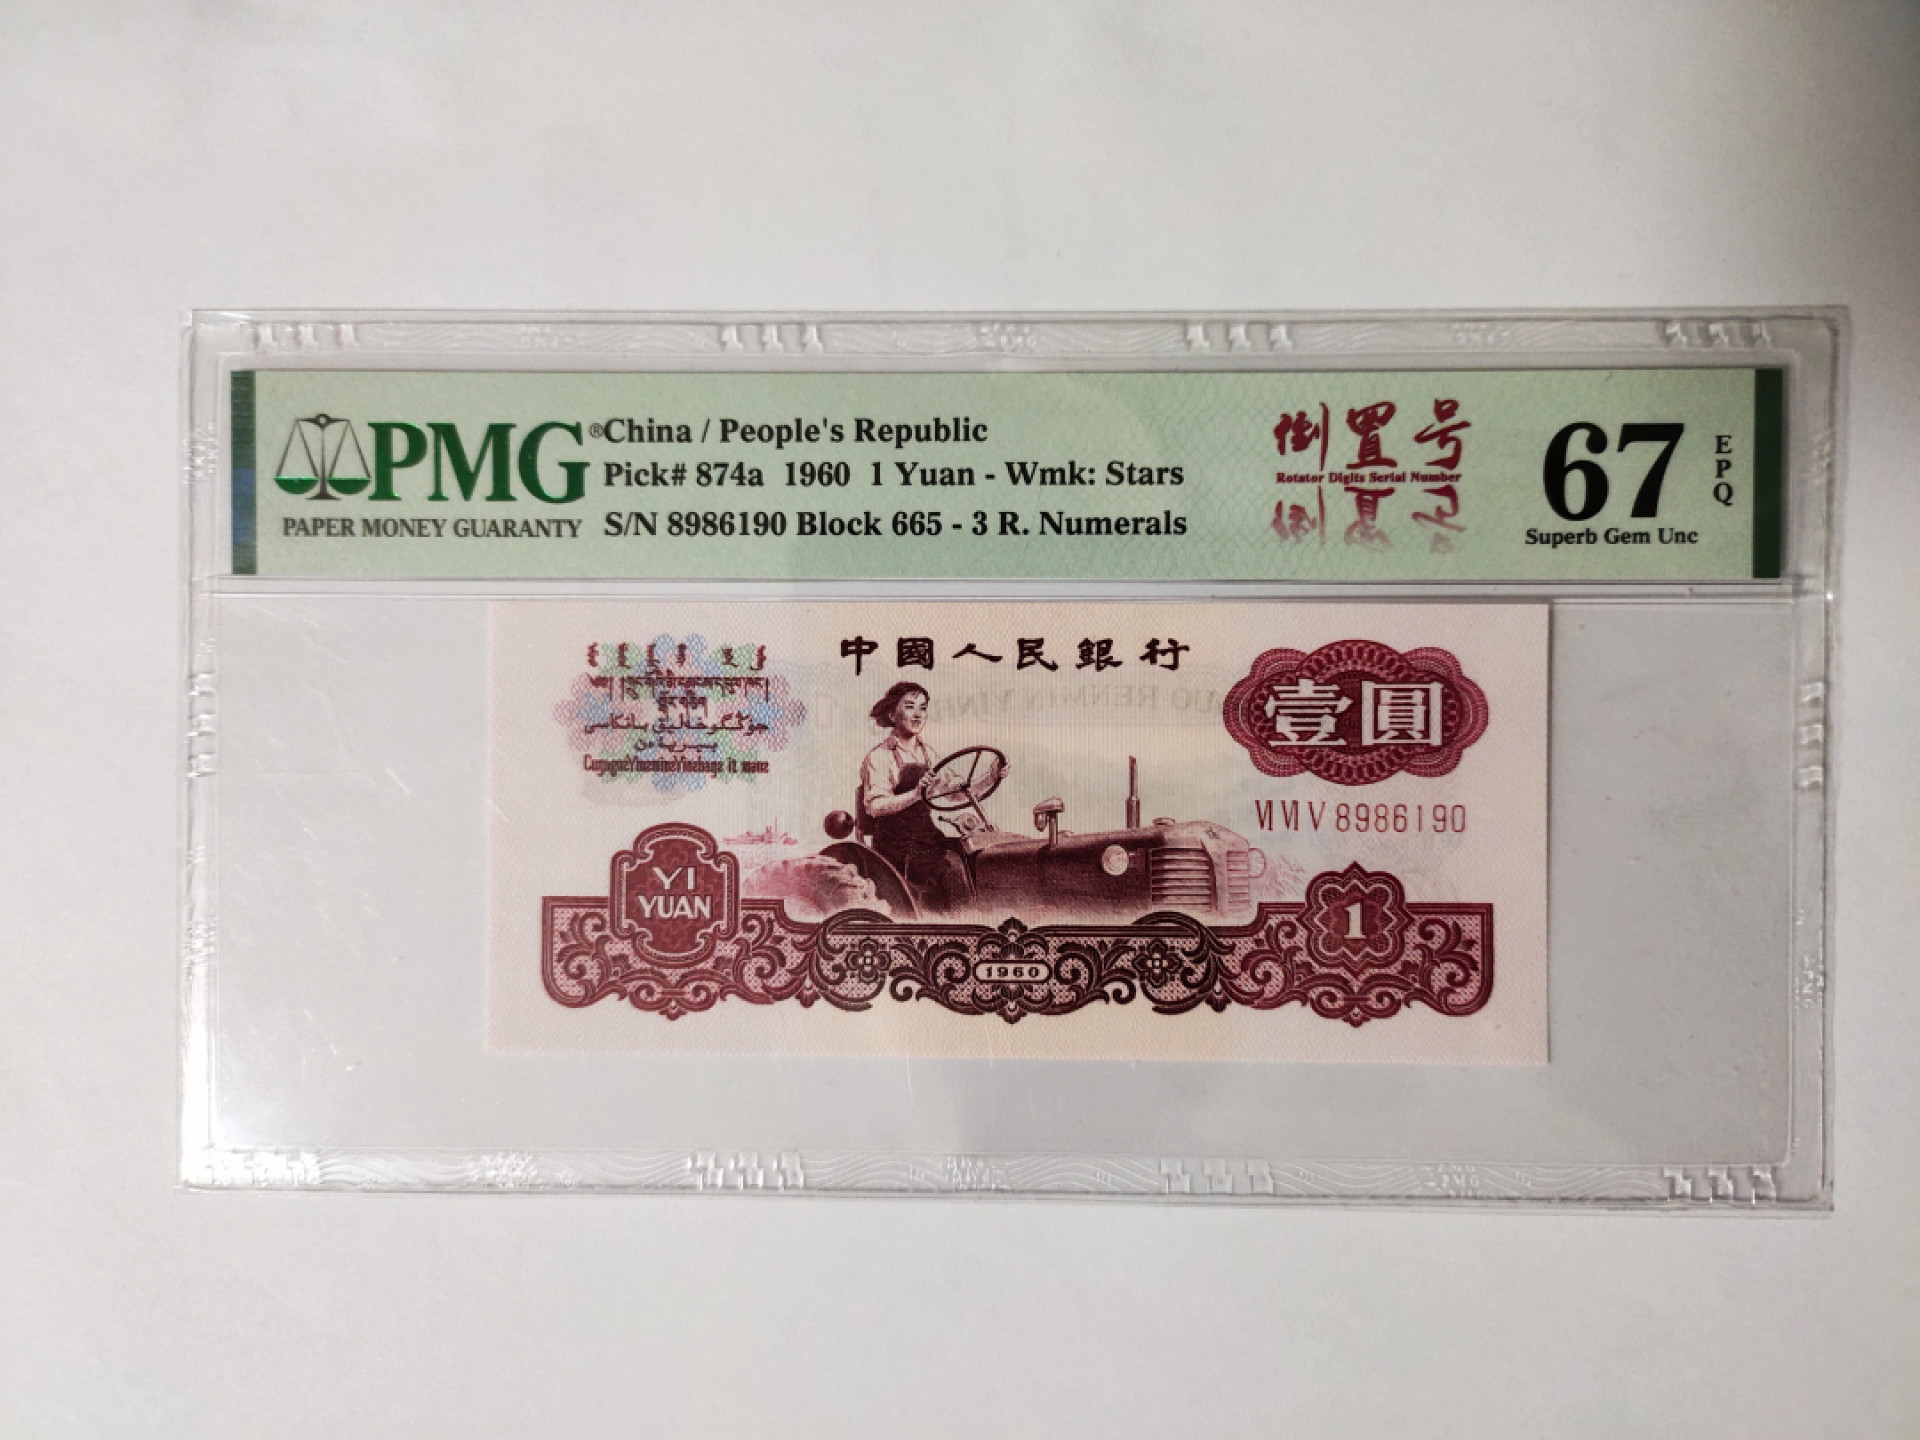 PMG®
PAPER MONEY GUARANTY
China / People's Republic
Pick# 874a 1960 1 Yuan - Wmk: Stars
S/N 8986190 Block 665 - 3 R. Numerals
倒置号
Rotator Digits Serial Number
67
EPQ
Superb Gem Unc
中國人民銀行
壹圓
VI VI V 8986190
YI
YUAN
1
1960